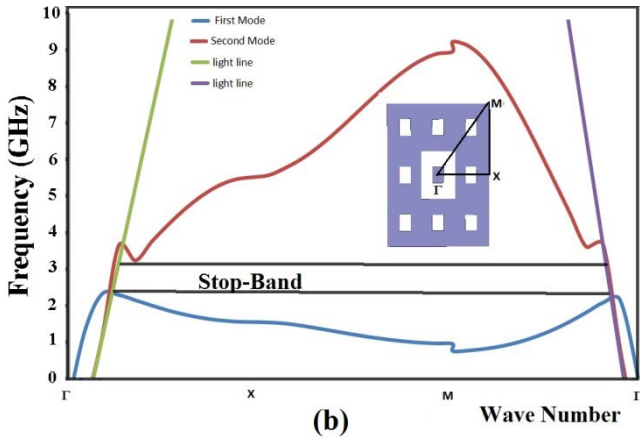 10
9
8
7
6
5
4
3
2
1
0
Frequency (GHz)
First Mode
Second Mode
light line
light line
M
X
Γ
Stop-Band
Γ
X
M
Γ
(b)
Wave Number